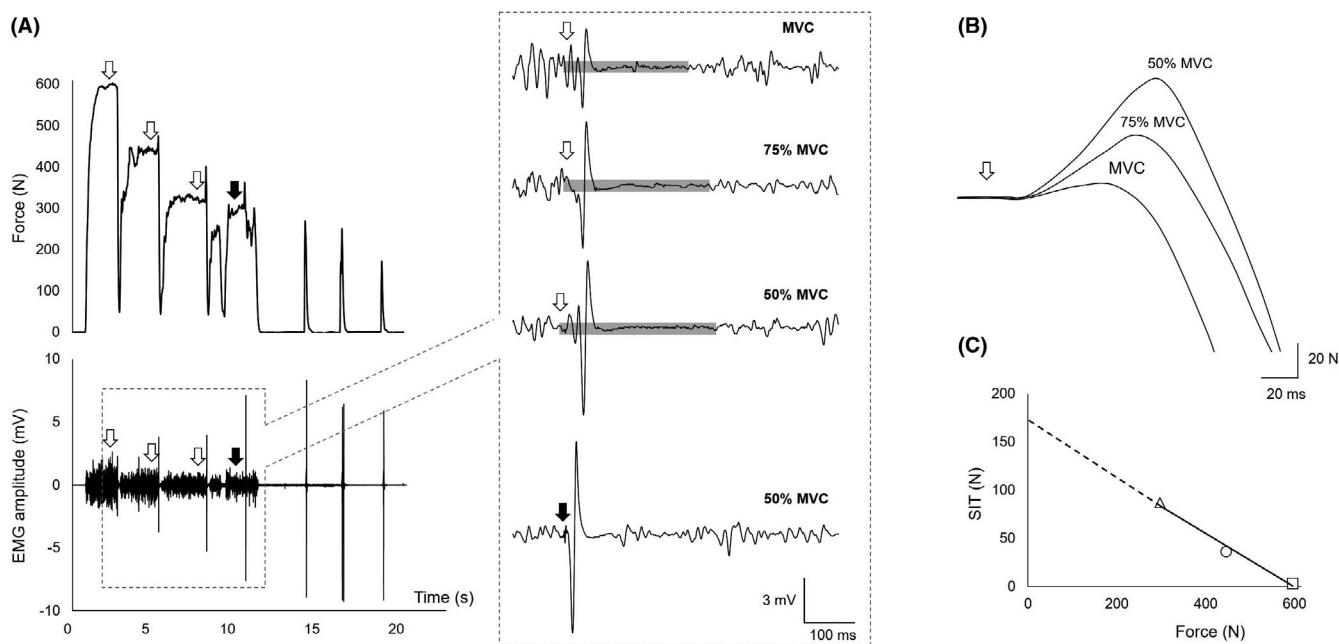 (A)
600
500
400
300
200
100
0
Force (N)
10
5
0
-5
-10
EMG amplitude (mV)
Time (s)
0 5 10 15 20
MVC
75% MVC
50% MVC
50% MVC
3 mV
100 ms
(B)
50% MVC
75% MVC
MVC
20 N
20 ms
(C)
200
150
100
50
0
SIT (N)
0 200 400 600
Force (N)